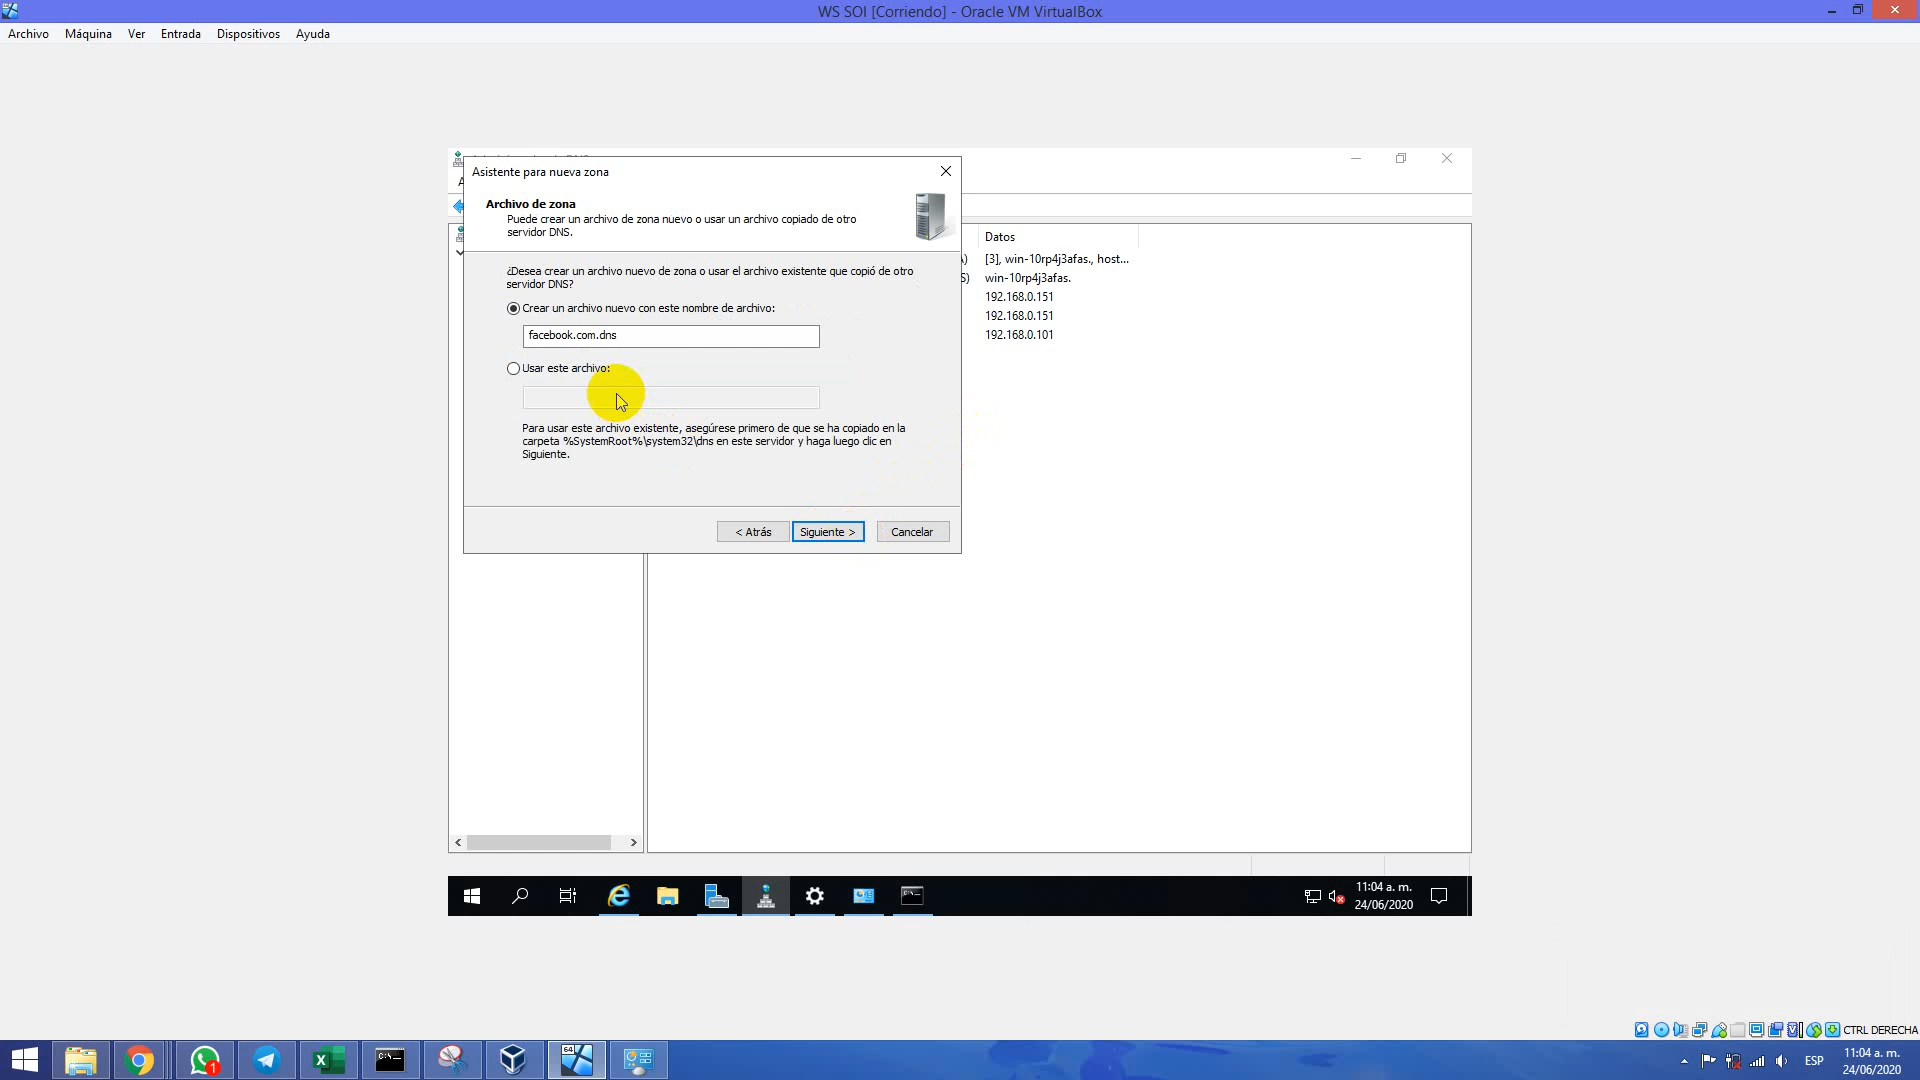 WS SOI [Corriendo] - Oracle VM VirtualBox
Archivo Máquina Ver Entrada Dispositivos Ayuda
Asistente para nueva zona
Archivo de zona
Puede crear un archivo de zona nuevo o usar un archivo copiado de otro
servidor DNS.
¿Desea crear un archivo nuevo de zona o usar el archivo existente que copió de otro
servidor DNS?
Crear un archivo nuevo con este nombre de archivo:
facebook.com.dns
Usar este archivo:
Para usar este archivo existente, asegúrese primero de que se ha copiado en la
carpeta %SystemRoot%\system32\dns en este servidor y haga luego clic en
Siguiente.
< Atrás Siguiente > Cancelar
Datos
[3], win-10rp4j3afas., host...
win-10rp4j3afas.
192.168.0.151
192.168.0.151
192.168.0.101
11:04 a. m.
24/06/2020
CTRL DERECHA
1
64
ESP
11:04 a. m.
24/06/2020